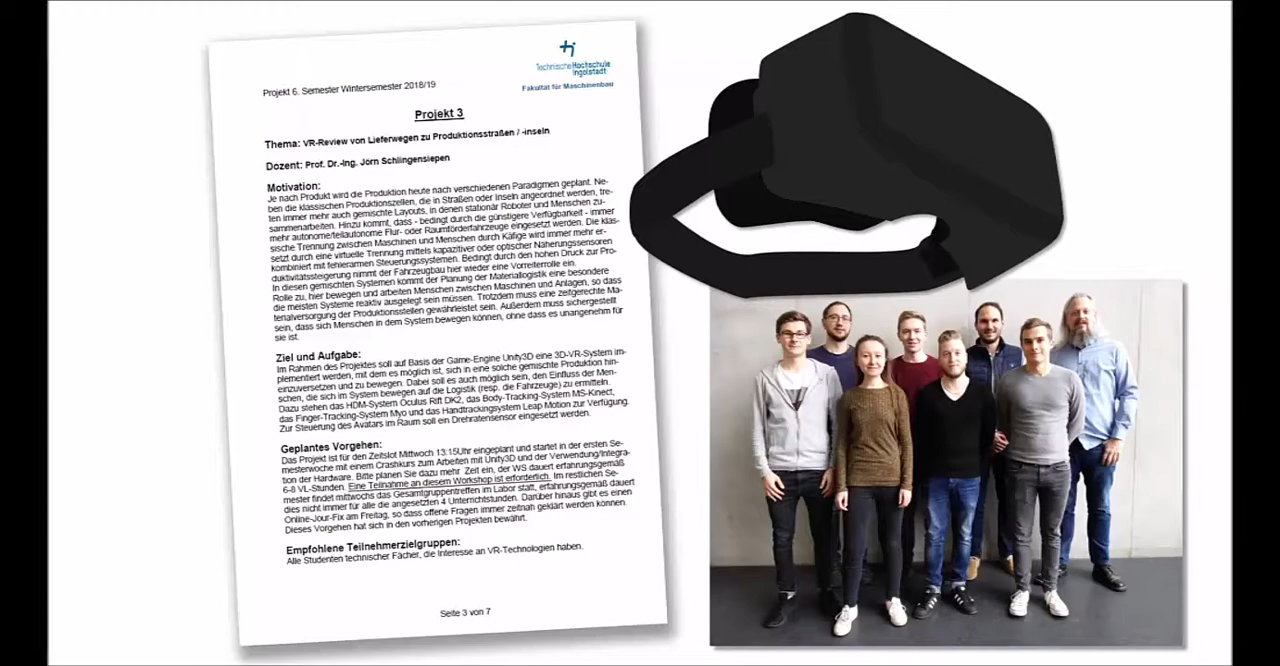 Technische Hochschule
Ingolstadt
Projekt 6. Semester Wintersemester 2018/19
Fakultät für Maschinenbau
Projekt 3
Thema: VR-Review von Lieferwegen zu Produktionsstraßen / -inseln
Dozent: Prof. Dr.-Ing. Jörn Schlingensiepen
Motivation:
Je nach Produkt wird die Produktion heute nach verschiedenen Paradigmen geplant. Ne-
ben die klassischen Produktionszellen, die in Straßen oder Inseln angeordnet werden, tre-
ten immer mehr auch gemischte Layouts, in denen stationär Roboter und Menschen zu-
sammenarbeiten. Hinzu kommt, dass - bedingt durch die günstigere Verfügbarkeit - immer
mehr autonome/teilautonome Flur- oder Raumförderfahrzeuge eingesetzt werden. Die klas-
sische Trennung zwischen Maschinen und Menschen durch Käfige wird immer mehr er-
setzt durch eine virtuelle Trennung mittels kapazitiver oder optischer Näherungssensoren
kombiniert mit fehlerarmen Steuerungssystemen. Bedingt durch den hohen Druck zur Pro-
duktivitätssteigerung nimmt der Fahrzeugbau hier wieder eine Vorreiterrolle ein.
In diesen gemischten Systemen kommt der Planung der Materiallogistik eine besondere
Rolle zu, hier bewegen und arbeiten Menschen zwischen Maschinen und Anlagen, so dass
die meisten Systeme reaktiv ausgelegt sein müssen. Trotzdem muss eine zeitgerechte Ma-
terialversorgung der Produktionsstellen gewährleistet sein. Außerdem muss sichergestellt
sein, dass sich Menschen in dem System bewegen können, ohne dass es unangenehm für
sie ist.
Ziel und Aufgabe:
Im Rahmen des Projektes soll auf Basis der Game-Engine Unity3D eine 3D-VR-System im-
plementiert werden, mit dem es möglich ist, sich in eine solche gemischte Produktion hin-
einzuversetzen und zu bewegen. Dabei soll es auch möglich sein, den Einfluss der Men-
schen, die sich im System bewegen auf die Logistik (resp. die Fahrzeuge) zu ermitteln.
Dazu stehen das HDM-System Oculus Rift DK2, das Body-Tracking-System MS-Kinect,
das Finger-Tracking-System Myo und das Handtrackingsystem Leap Motion zur Verfügung.
Zur Steuerung des Avatars im Raum soll ein Drehratensensor eingesetzt werden.
Geplantes Vorgehen:
Das Projekt ist für den Zeitslot Mittwoch 13:15Uhr eingeplant und startet in der ersten Se-
mesterwoche mit einem Crashkurs zum Arbeiten mit Unity3D und der Verwendung/Integra-
tion der Hardware. Bitte planen Sie dazu mehr Zeit ein, der WS dauert erfahrungsgemäß
6-8 VL-Stunden. Eine Teilnahme an diesem Workshop ist erforderlich. Im restlichen Se-
mester findet mittwochs das Gesamtgruppentreffen im Labor statt, erfahrungsgemäß dauert
dies nicht immer für alle die angesetzten 4 Unterrichtstunden. Darüber hinaus gibt es einen
Online-Jour-Fix am Freitag, so dass offene Fragen immer zeitnah geklärt werden können.
Dieses Vorgehen hat sich in den vorherigen Projekten bewährt.
Empfohlene Teilnehmerzielgruppen:
Alle Studenten technischer Fächer, die Interesse an VR-Technologien haben.
Seite 3 von 7